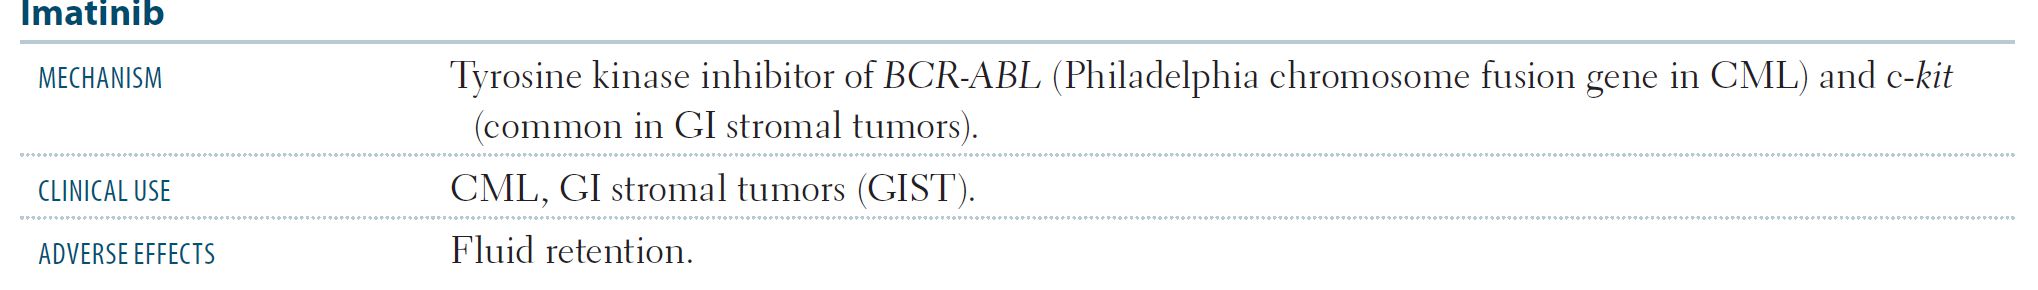 Imatinib
MECHANISM Tyrosine kinase inhibitor of BCR-ABL (Philadelphia chromosome fusion gene in CML) and c-kit
(common in GI stromal tumors).
CLINICAL USE CML, GI stromal tumors (GIST).
ADVERSE EFFECTS Fluid retention.